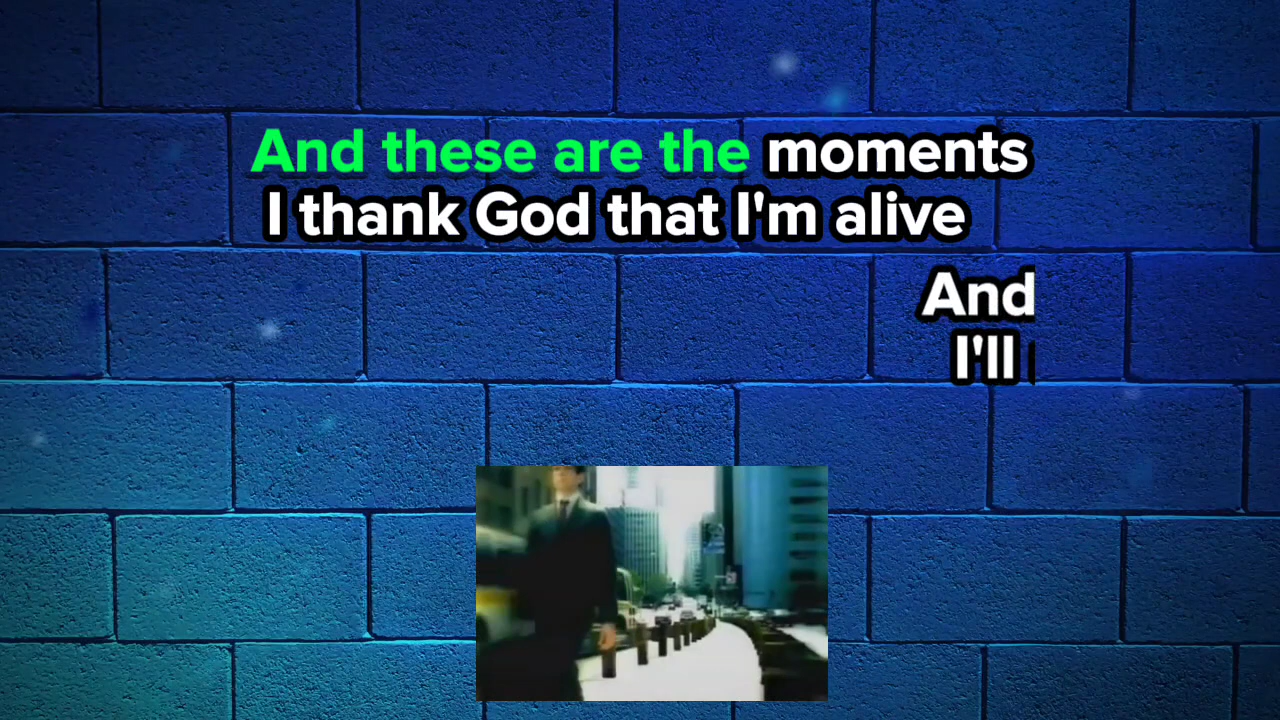 And these are the moments
I thank God that I'm alive
And
I'll